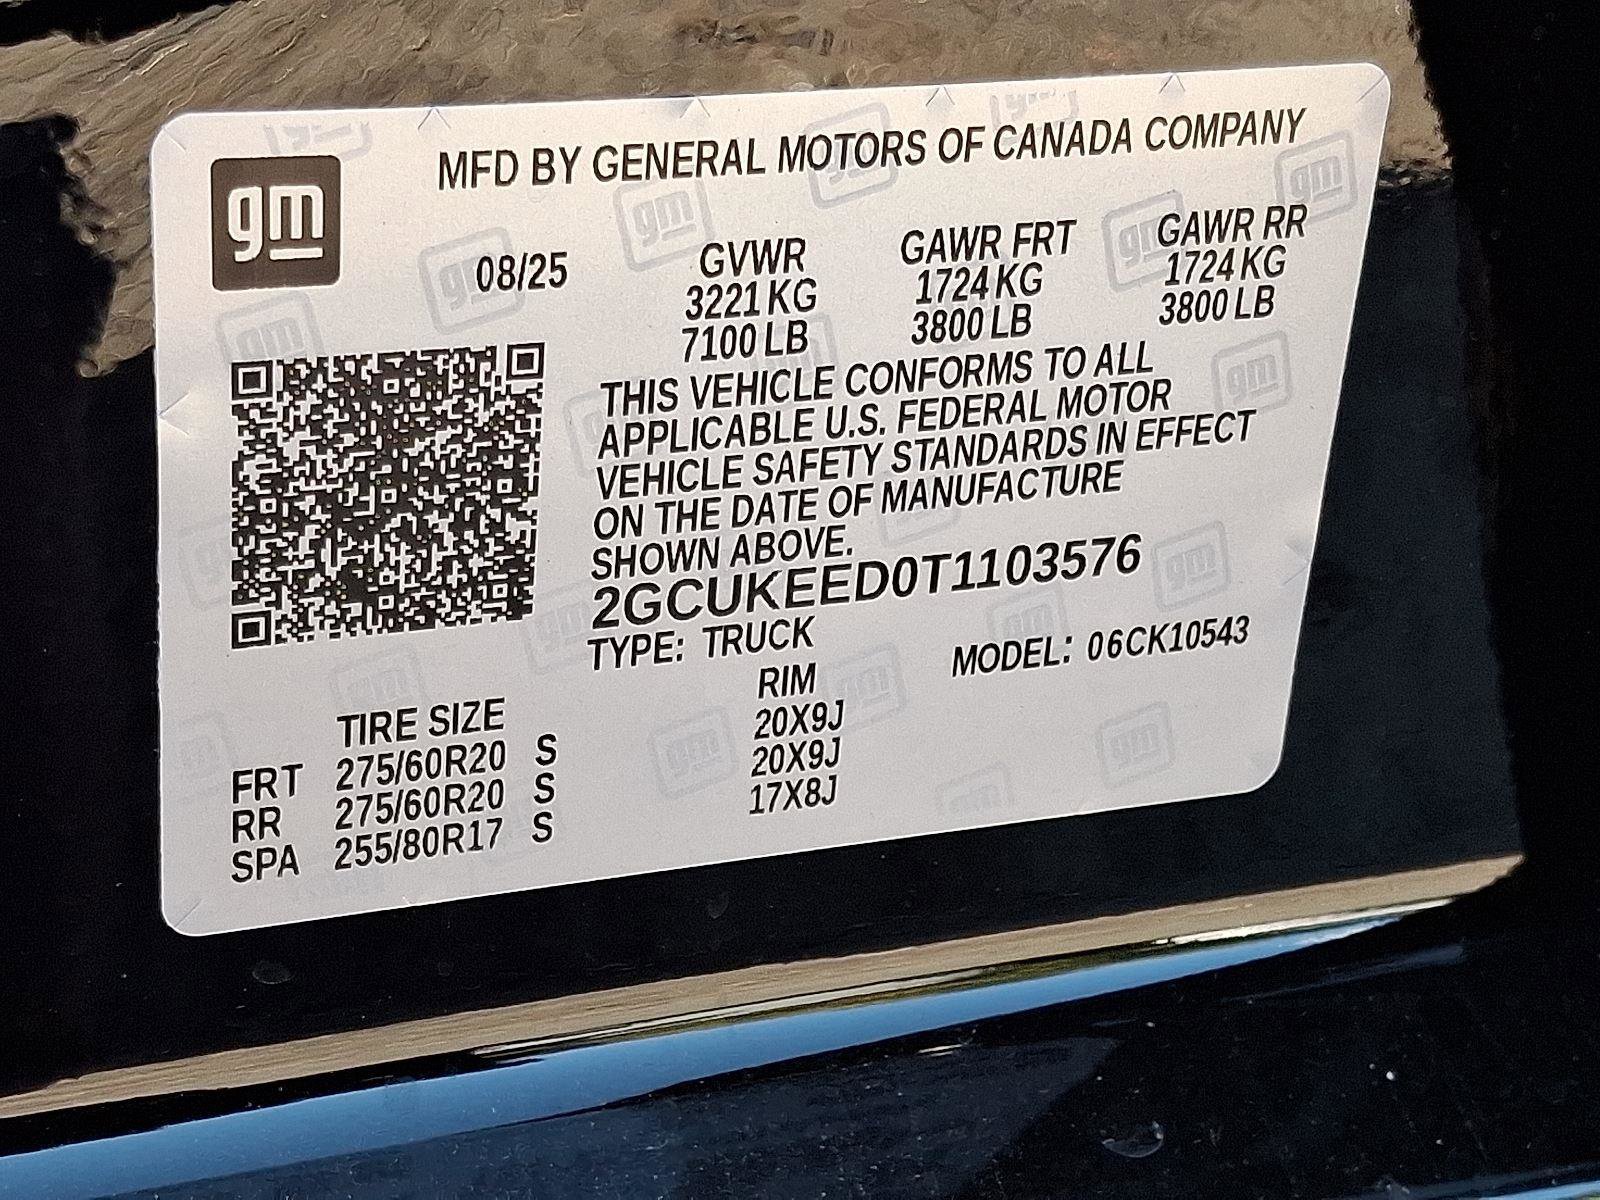 gm
MFD BY GENERAL MOTORS OF CANADA COMPANY
08/25 GVWR GAWR FRT GAWR RR
3221 KG 1724 KG 1724 KG
7100 LB 3800 LB 3800 LB
THIS VEHICLE CONFORMS TO ALL
APPLICABLE U.S. FEDERAL MOTOR
VEHICLE SAFETY STANDARDS IN EFFECT
ON THE DATE OF MANUFACTURE
SHOWN ABOVE.
2GCUKEED0T1103576
TYPE: TRUCK MODEL: 06CK10543
TIRE SIZE RIM
FRT 275/60R20 S 20X9J
RR 275/60R20 S 20X9J
SPA 255/80R17 S 17X8J